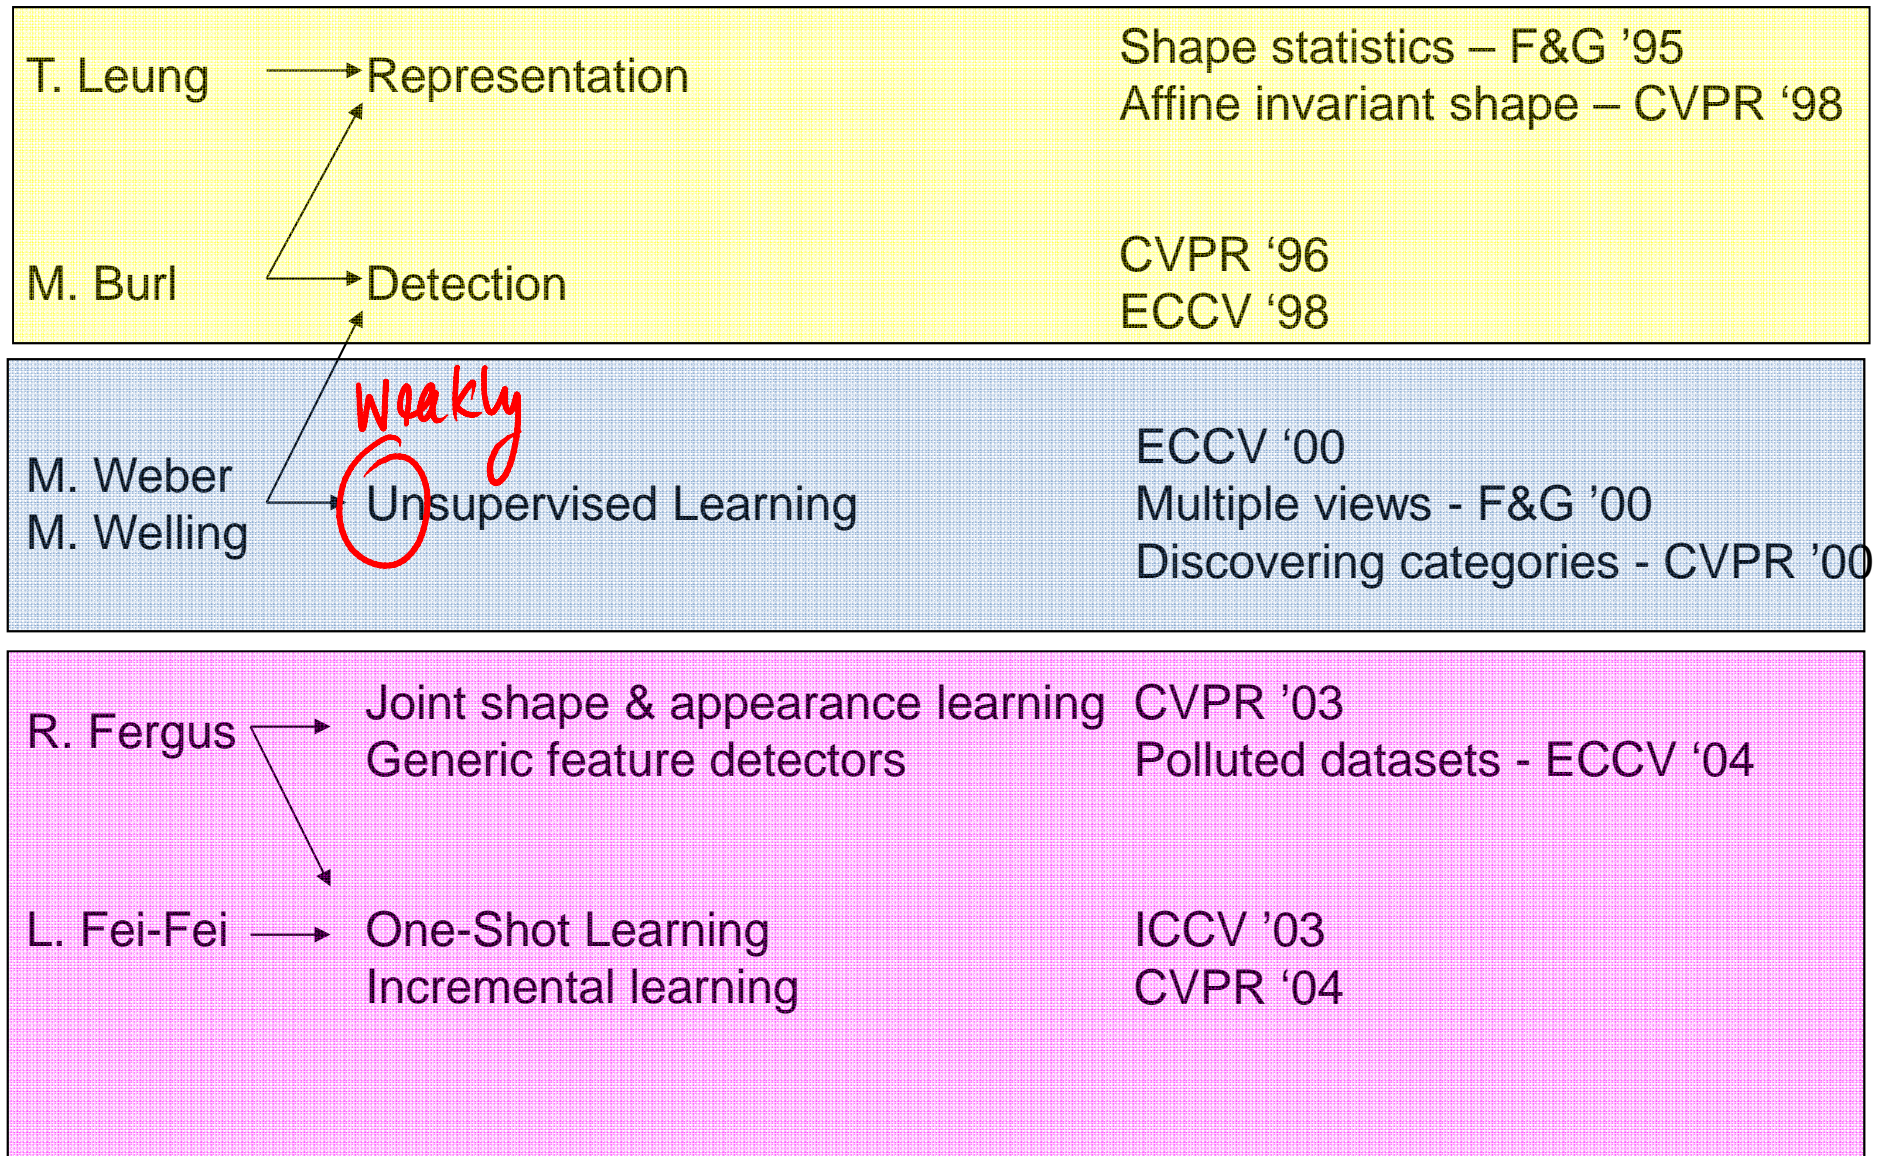 T. Leung Representation Shape statistics – F&G ’95
Affine invariant shape – CVPR ‘98
M. Burl Detection CVPR ‘96
ECCV ‘98
weakly
M. Weber
M. Welling
Unsupervised Learning
ECCV ‘00
Multiple views - F&G ’00
Discovering categories - CVPR ’00
R. Fergus
Joint shape & appearance learning CVPR ’03
Generic feature detectors Polluted datasets - ECCV ‘04
L. Fei-Fei One-Shot Learning ICCV ’03
Incremental learning CVPR ‘04